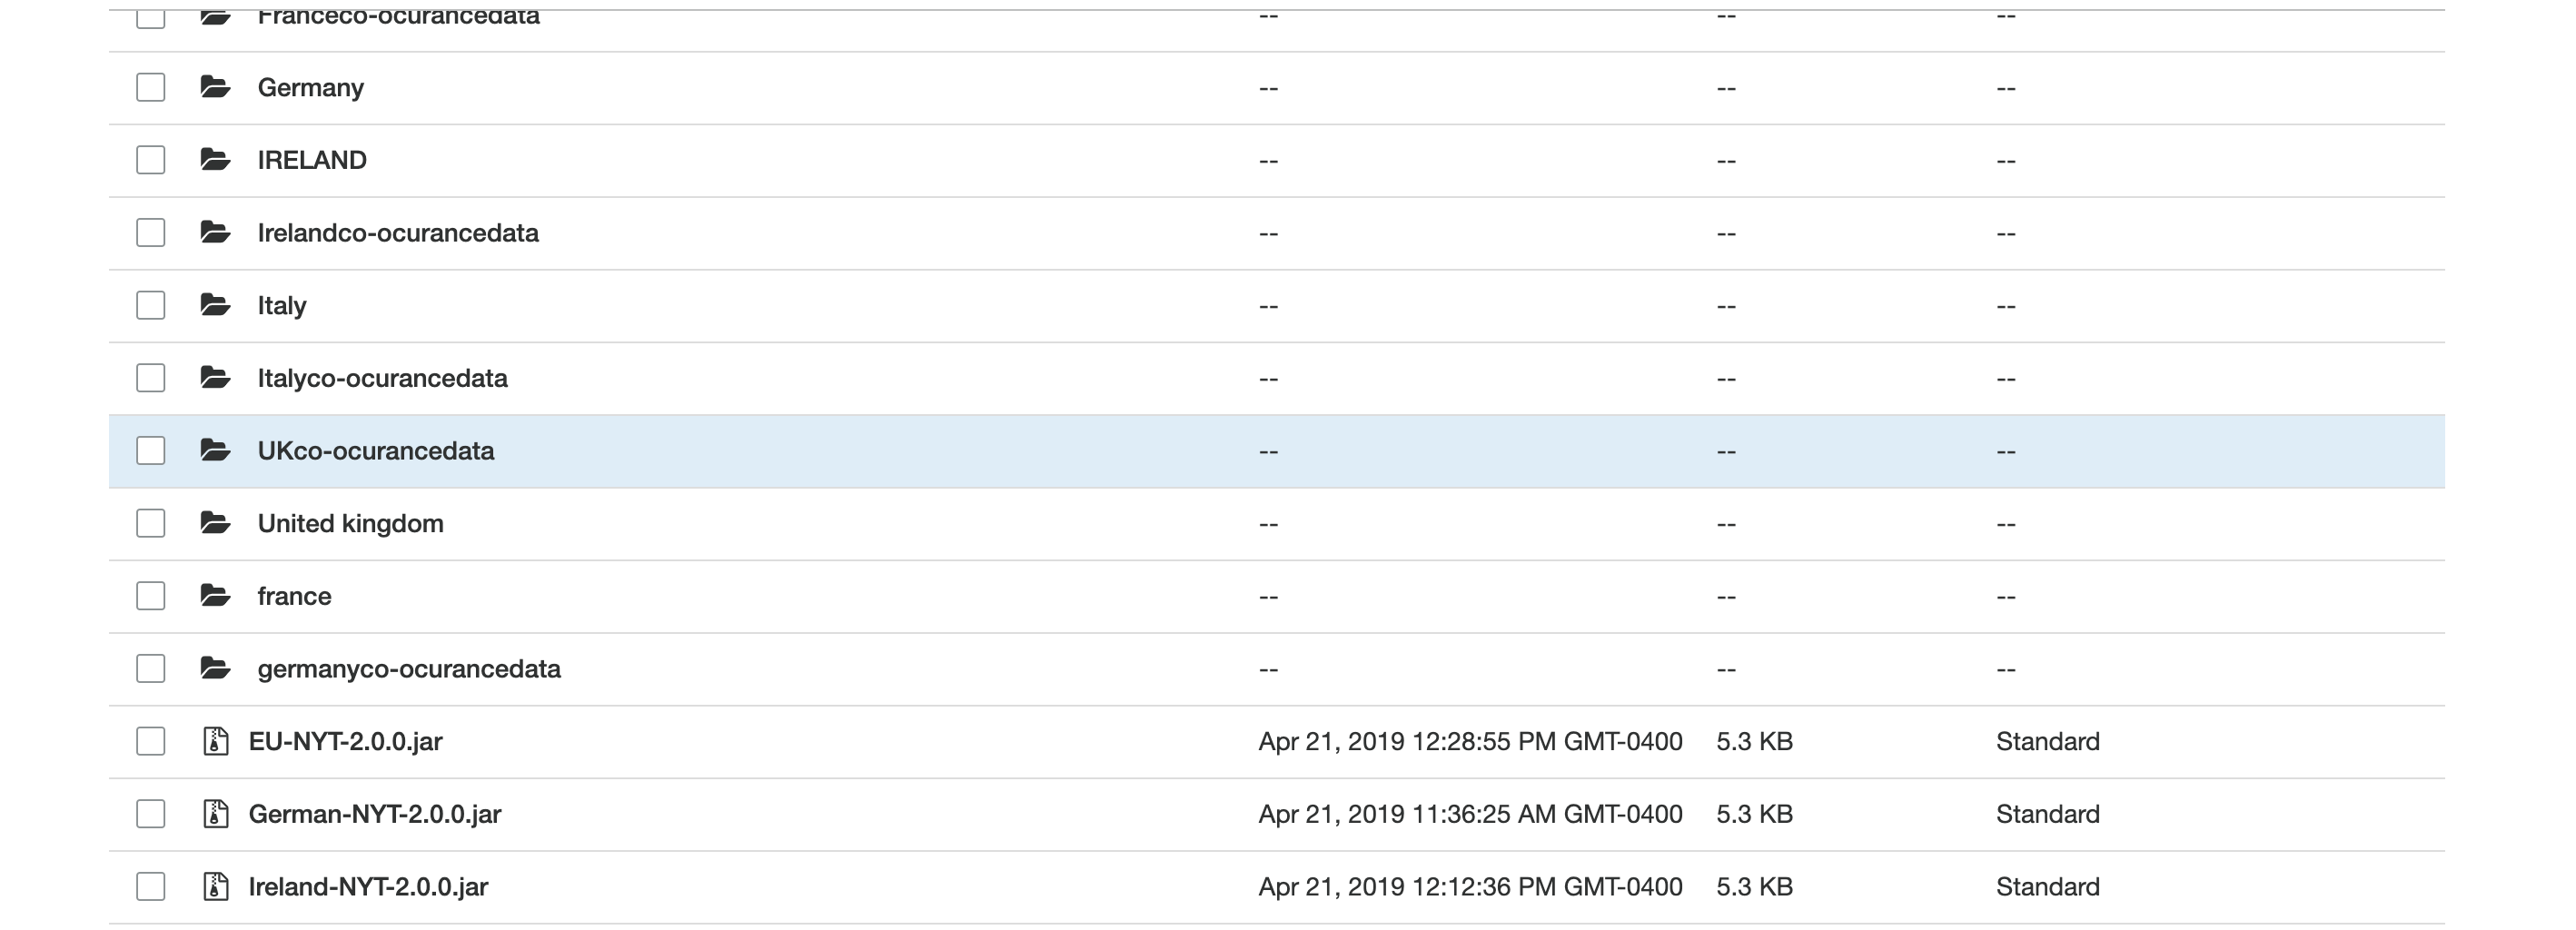 Franceco-ocurancedata -- -- --
Germany -- -- --
IRELAND -- -- --
Irelandco-ocurancedata -- -- --
Italy -- -- --
Italyco-ocurancedata -- -- --
UKco-ocurancedata -- -- --
United kingdom -- -- --
france -- -- --
germanyco-ocurancedata -- -- --
EU-NYT-2.0.0.jar Apr 21, 2019 12:28:55 PM GMT-0400 5.3 KB Standard
German-NYT-2.0.0.jar Apr 21, 2019 11:36:25 AM GMT-0400 5.3 KB Standard
Ireland-NYT-2.0.0.jar Apr 21, 2019 12:12:36 PM GMT-0400 5.3 KB Standard